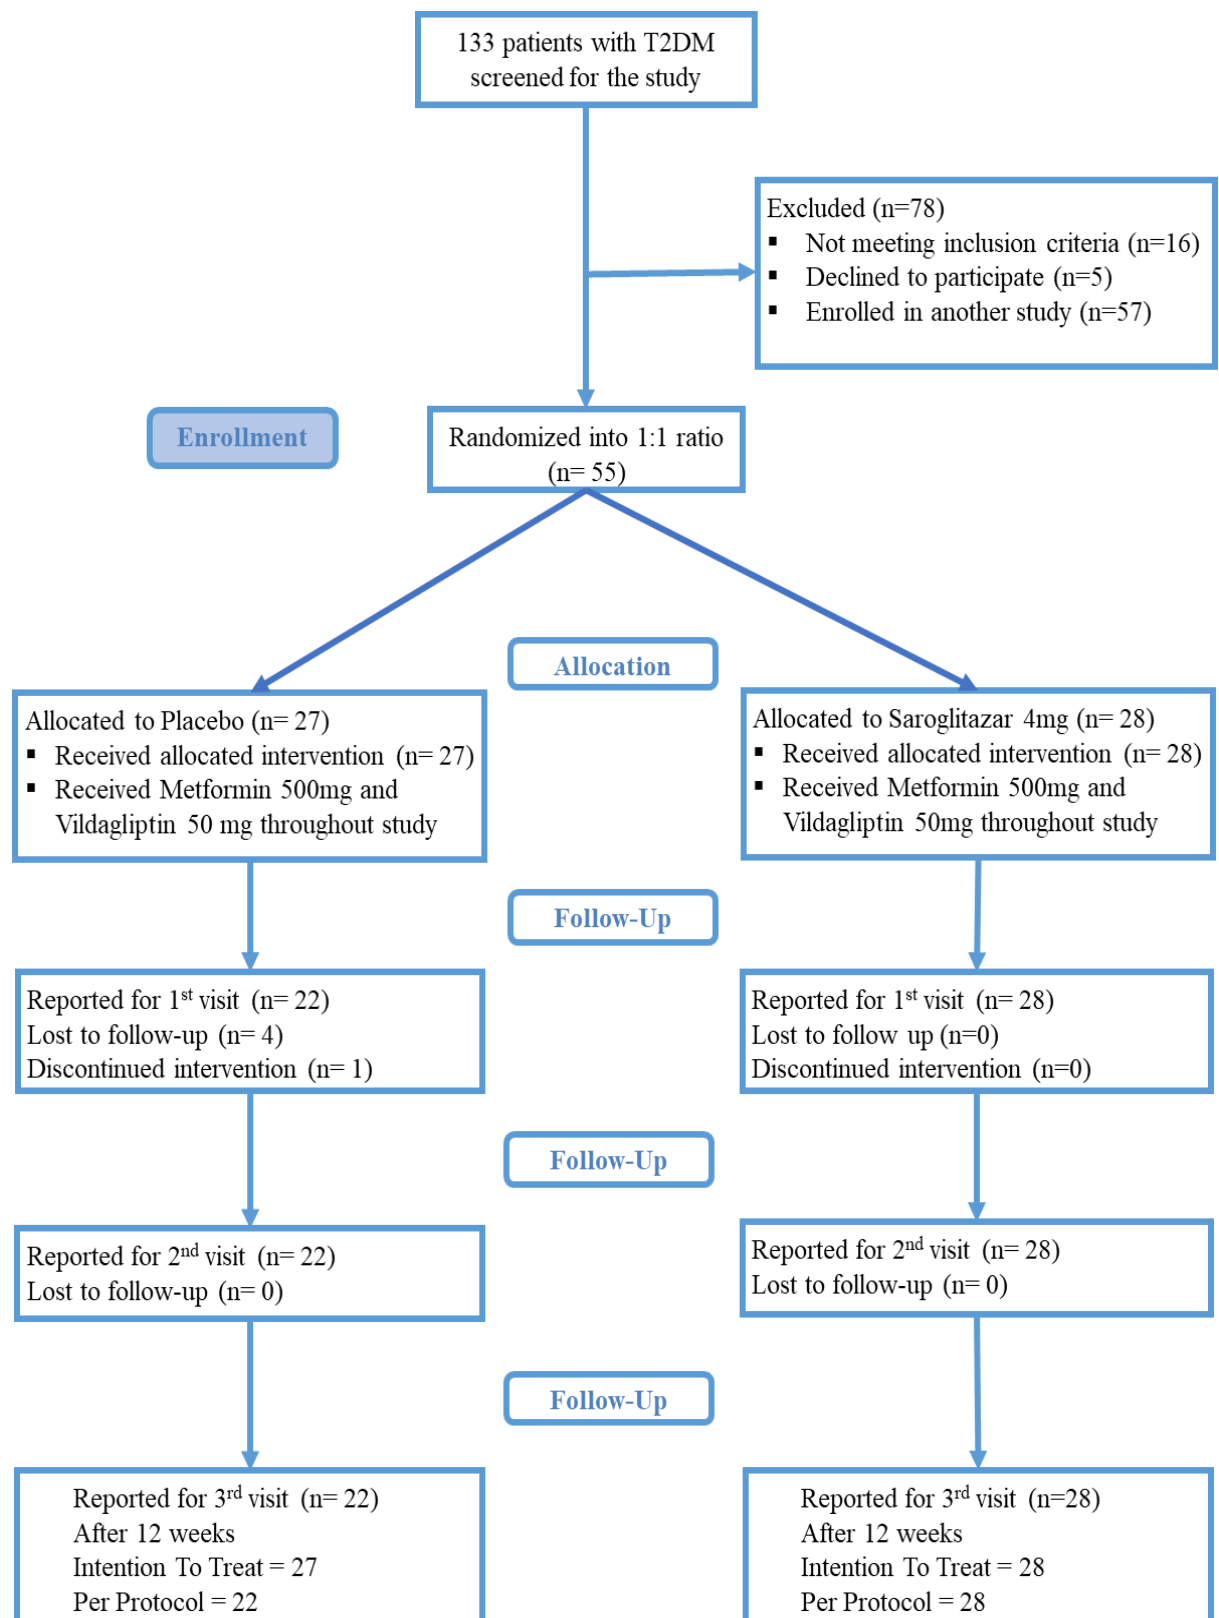 133 patients with T2DM
screened for the study
Excluded (n=78)
▪ Not meeting inclusion criteria (n=16)
▪ Declined to participate (n=5)
▪ Enrolled in another study (n=57)
Enrollment
Randomized into 1:1 ratio
(n= 55)
Allocation
Allocated to Placebo (n= 27)
▪ Received allocated intervention (n= 27)
▪ Received Metformin 500mg and
Vildagliptin 50 mg throughout study
Allocated to Saroglitazar 4mg (n= 28)
▪ Received allocated intervention (n= 28)
▪ Received Metformin 500mg and
Vildagliptin 50mg throughout study
Follow-Up
Reported for 1st visit (n= 22)
Lost to follow-up (n= 4)
Discontinued intervention (n= 1)
Reported for 1st visit (n= 28)
Lost to follow up (n=0)
Discontinued intervention (n=0)
Follow-Up
Reported for 2nd visit (n= 22)
Lost to follow-up (n= 0)
Reported for 2nd visit (n= 28)
Lost to follow-up (n= 0)
Follow-Up
Reported for 3rd visit (n= 22)
After 12 weeks
Intention To Treat = 27
Per Protocol = 22
Reported for 3rd visit (n=28)
After 12 weeks
Intention To Treat = 28
Per Protocol = 28